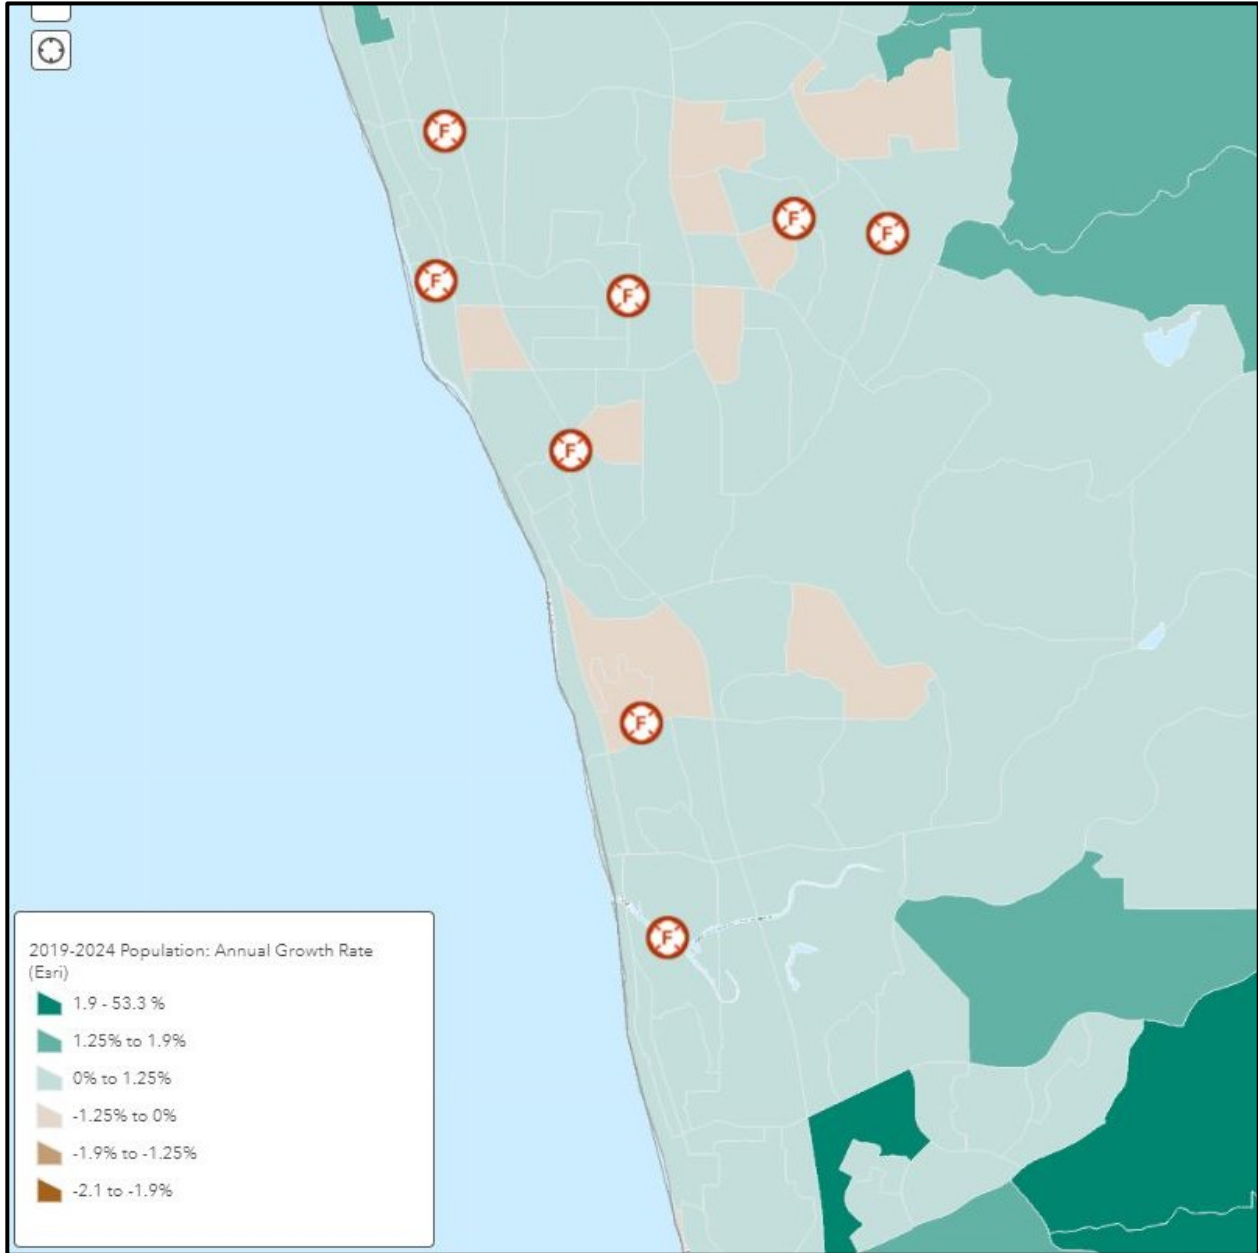 F
F
F
F
F
F
F
F
2019-2024 Population: Annual Growth Rate
(Esri)
1.9 - 53.3 %
1.25% to 1.9%
0% to 1.25%
-1.25% to 0%
-1.9% to -1.25%
-2.1 to -1.9%